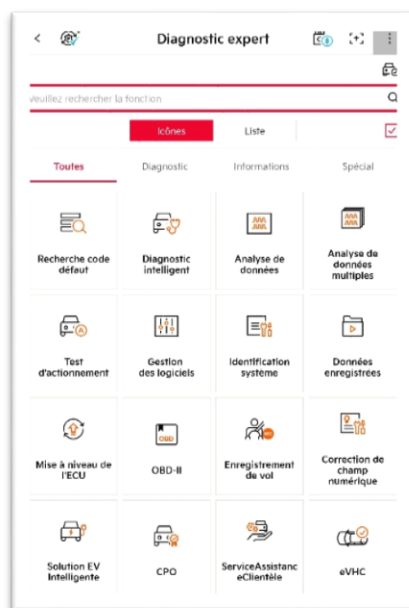 Diagnostic expert
Veuillez rechercher la fonction
Icônes Liste
Toutes Diagnostic Informations Spécial
Recherche code
défaut
Diagnostic
intelligent
Analyse de
données
Analyse de
données
multiples
Test
d'actionnement
Gestion
des logiciels
Identification
système
Données
enregistrées
Mise à niveau de
l'ECU
OBD
OBD-II
Enregistrement
de vol
Correction de
champ
numérique
Solution EV
Intelligente
CPO
ServiceAssistanc
eClientèle
eVHC